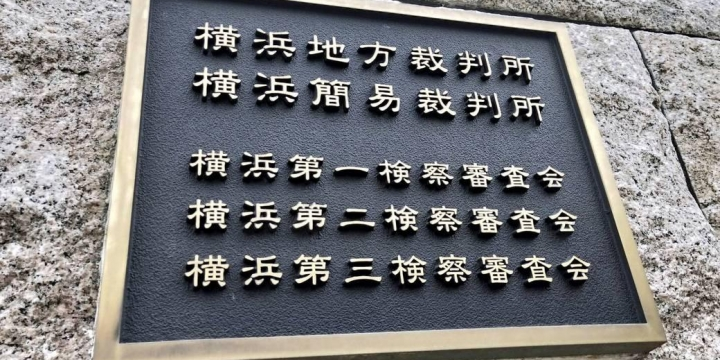 横浜地方裁判所
横浜簡易裁判所
横浜第一検察審査会
横浜第二検察審査会
横浜第三検察審査会